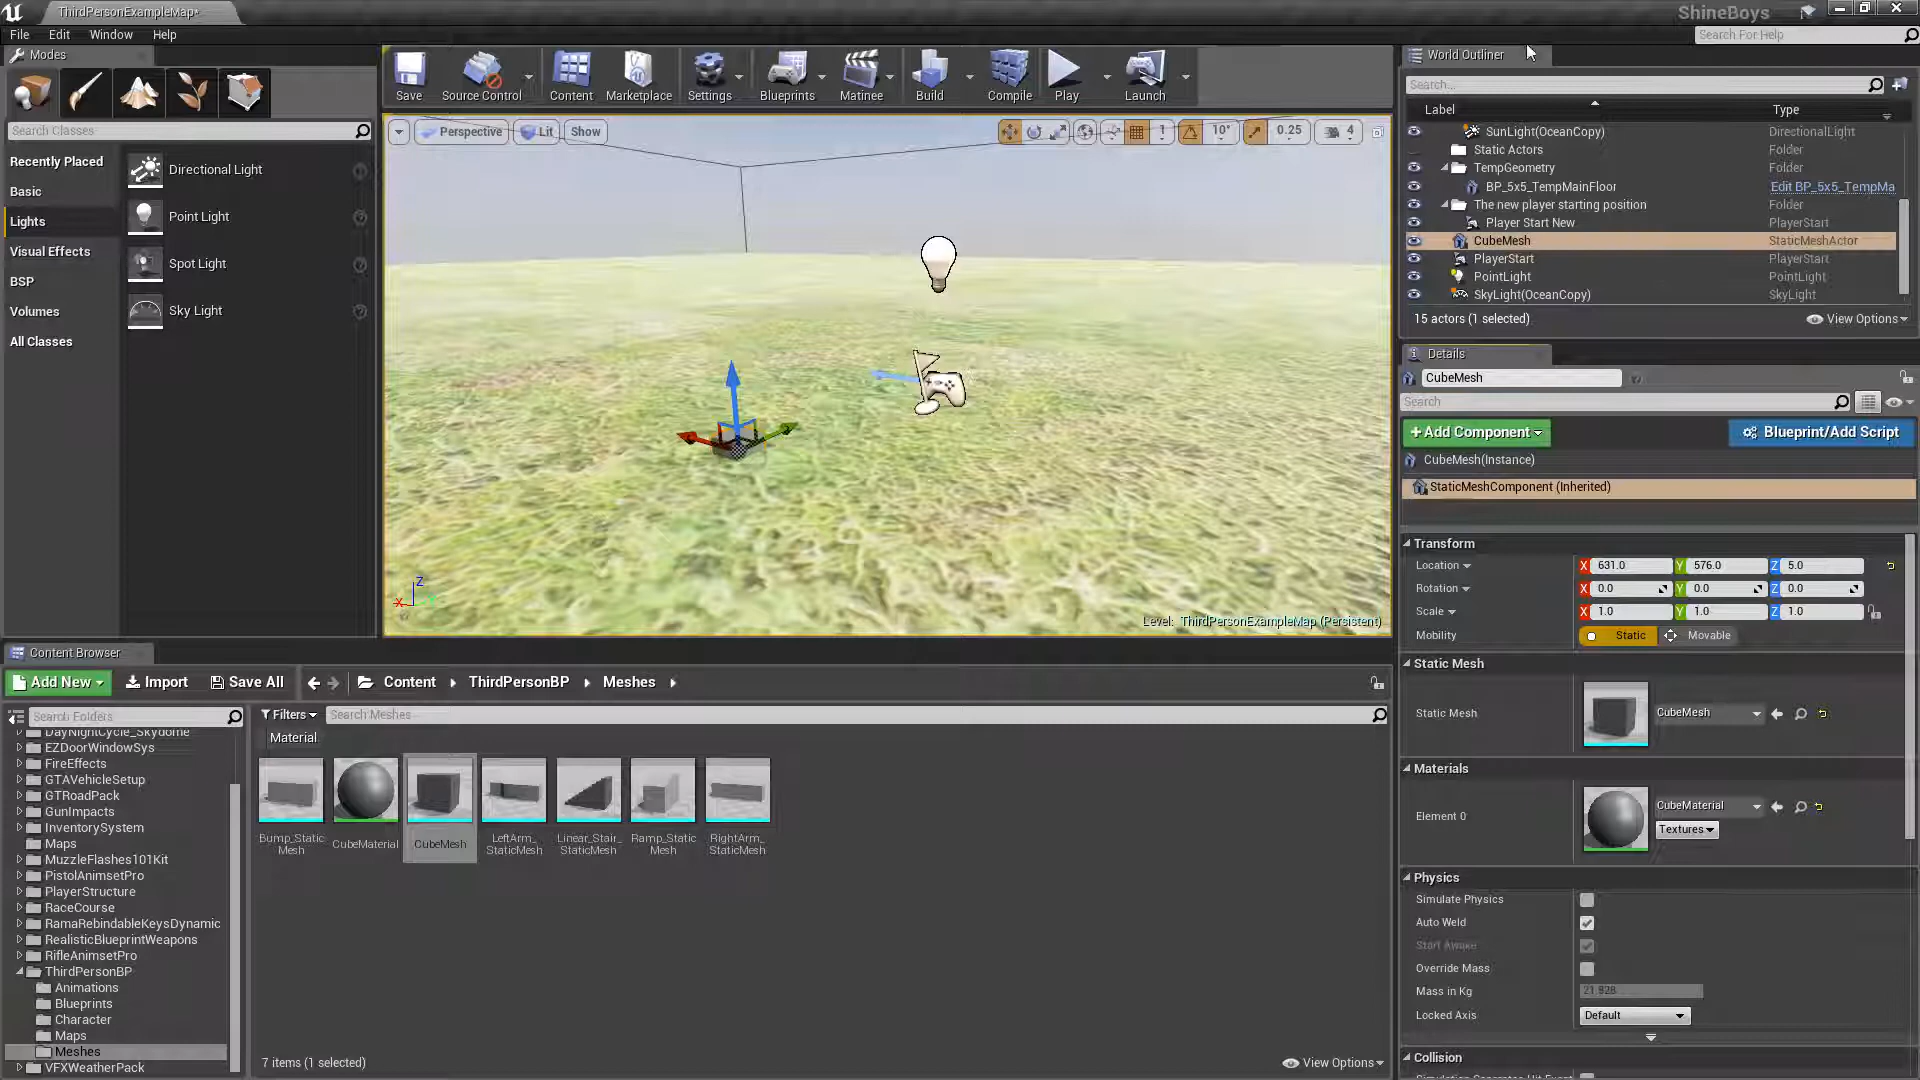 ThirdPersonExampleMap*
ShineBoys
File Edit Window Help
Search For Help
Modes
Search Classes
Recently Placed
Basic
Lights
Visual Effects
BSP
Volumes
All Classes
Directional Light
Point Light
Spot Light
Sky Light
Save Source Control Content Marketplace Settings Blueprints Matinee Build Compile Play Launch
Perspective Lit Show
10° 0.25 4
Z
X
Level: ThirdPersonExampleMap (Persistent)
World Outliner
Search...
Label Type
SunLight(OceanCopy) DirectionalLight
Static Actors Folder
TempGeometry Folder
BP_5x5_TempMainFloor Edit BP_5x5_TempMa
The new player starting position Folder
Player Start New PlayerStart
CubeMesh StaticMeshActor
PlayerStart PlayerStart
PointLight PointLight
SkyLight(OceanCopy) SkyLight
15 actors (1 selected) View Options
Details
CubeMesh
Search
+Add Component Blueprint/Add Script
CubeMesh(Instance)
StaticMeshComponent (Inherited)
Transform
Location X 631.0 Y 576.0 Z 5.0
Rotation X 0.0 Y 0.0 Z 0.0
Scale X 1.0 Y 1.0 Z 1.0
Mobility Static Movable
Static Mesh
Static Mesh CubeMesh
Materials
Element 0 CubeMaterial
Textures
Physics
Simulate Physics
Auto Weld
Start Awake
Override Mass
Mass in Kg
Locked Axis Default
Collision
Simulation Generates Hit Event
Content Browser
Add New Import Save All Content ThirdPersonBP Meshes
Search Folders
DayNightCycle_Skydome
EZDoorWindowSys
FireEffects
GTAVehicleSetup
GTRoadPack
GunImpacts
InventorySystem
Maps
MuzzleFlashes101Kit
PistolAnimsetPro
PlayerStructure
RaceCourse
RamaRebindableKeysDynamic
RealisticBlueprintWeapons
RifleAnimsetPro
ThirdPersonBP
Animations
Blueprints
Character
Maps
Meshes
VFXWeatherPack
Filters Search Meshes
Material
Bump_Static
Mesh
CubeMaterial
CubeMesh
LeftArm_
StaticMesh
Linear_Stair_
StaticMesh
Ramp_Static
Mesh
RightArm_
StaticMesh
7 items (1 selected) View Options